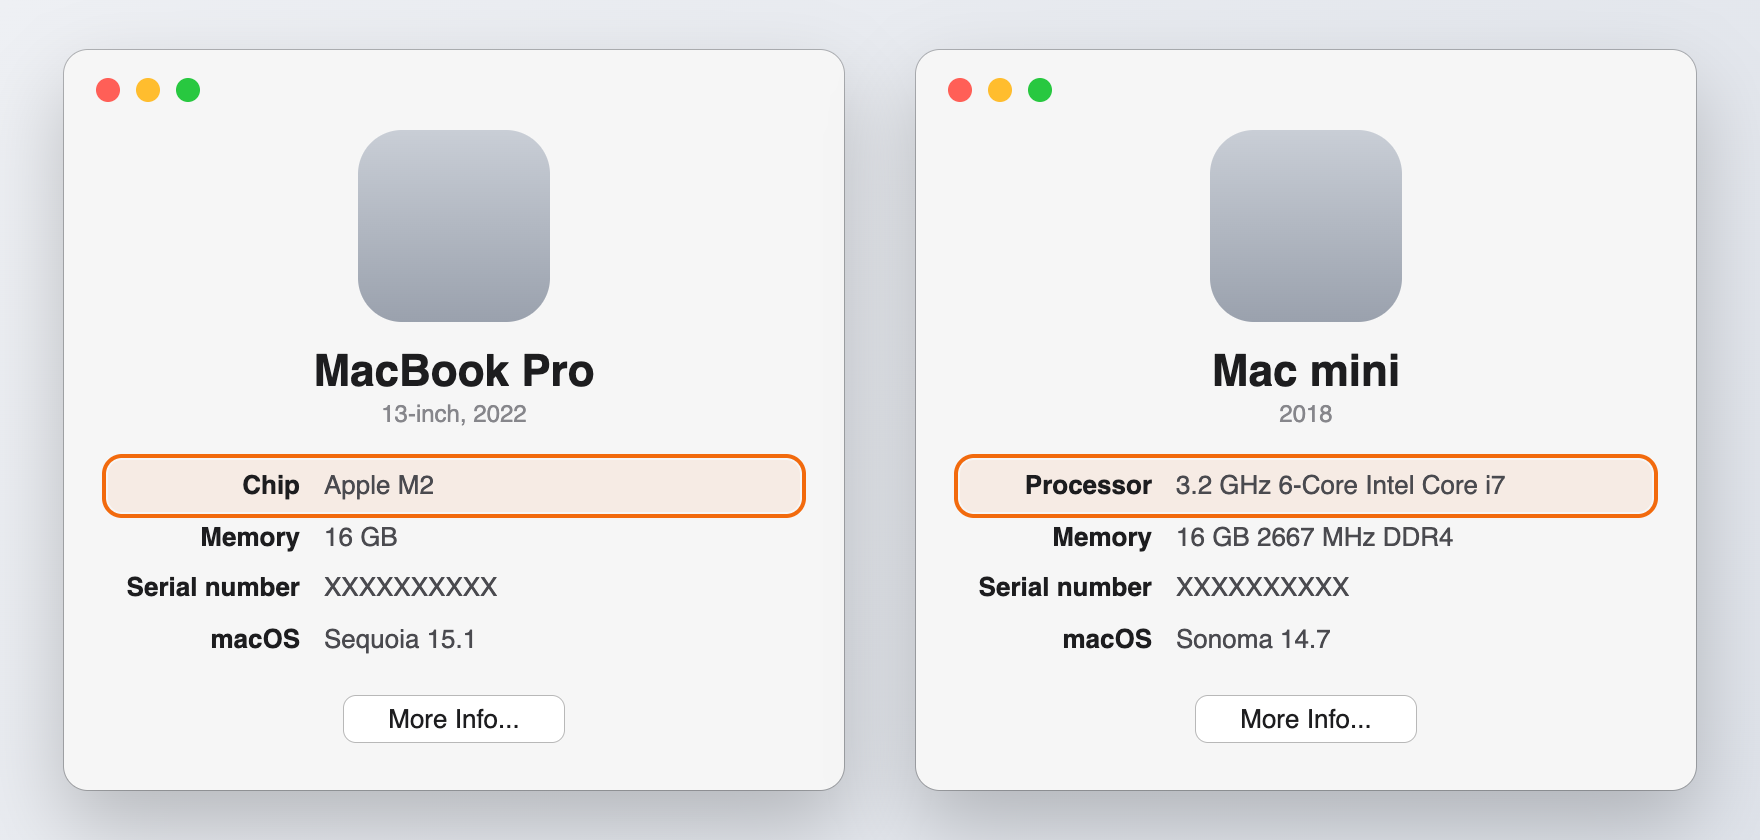 MacBook Pro
13-inch, 2022
Chip Apple M2
Memory 16 GB
Serial number XXXXXXXXXX
macOS Sequoia 15.1
More Info...
Mac mini
2018
Processor 3.2 GHz 6-Core Intel Core i7
Memory 16 GB 2667 MHz DDR4
Serial number XXXXXXXXXX
macOS Sonoma 14.7
More Info...